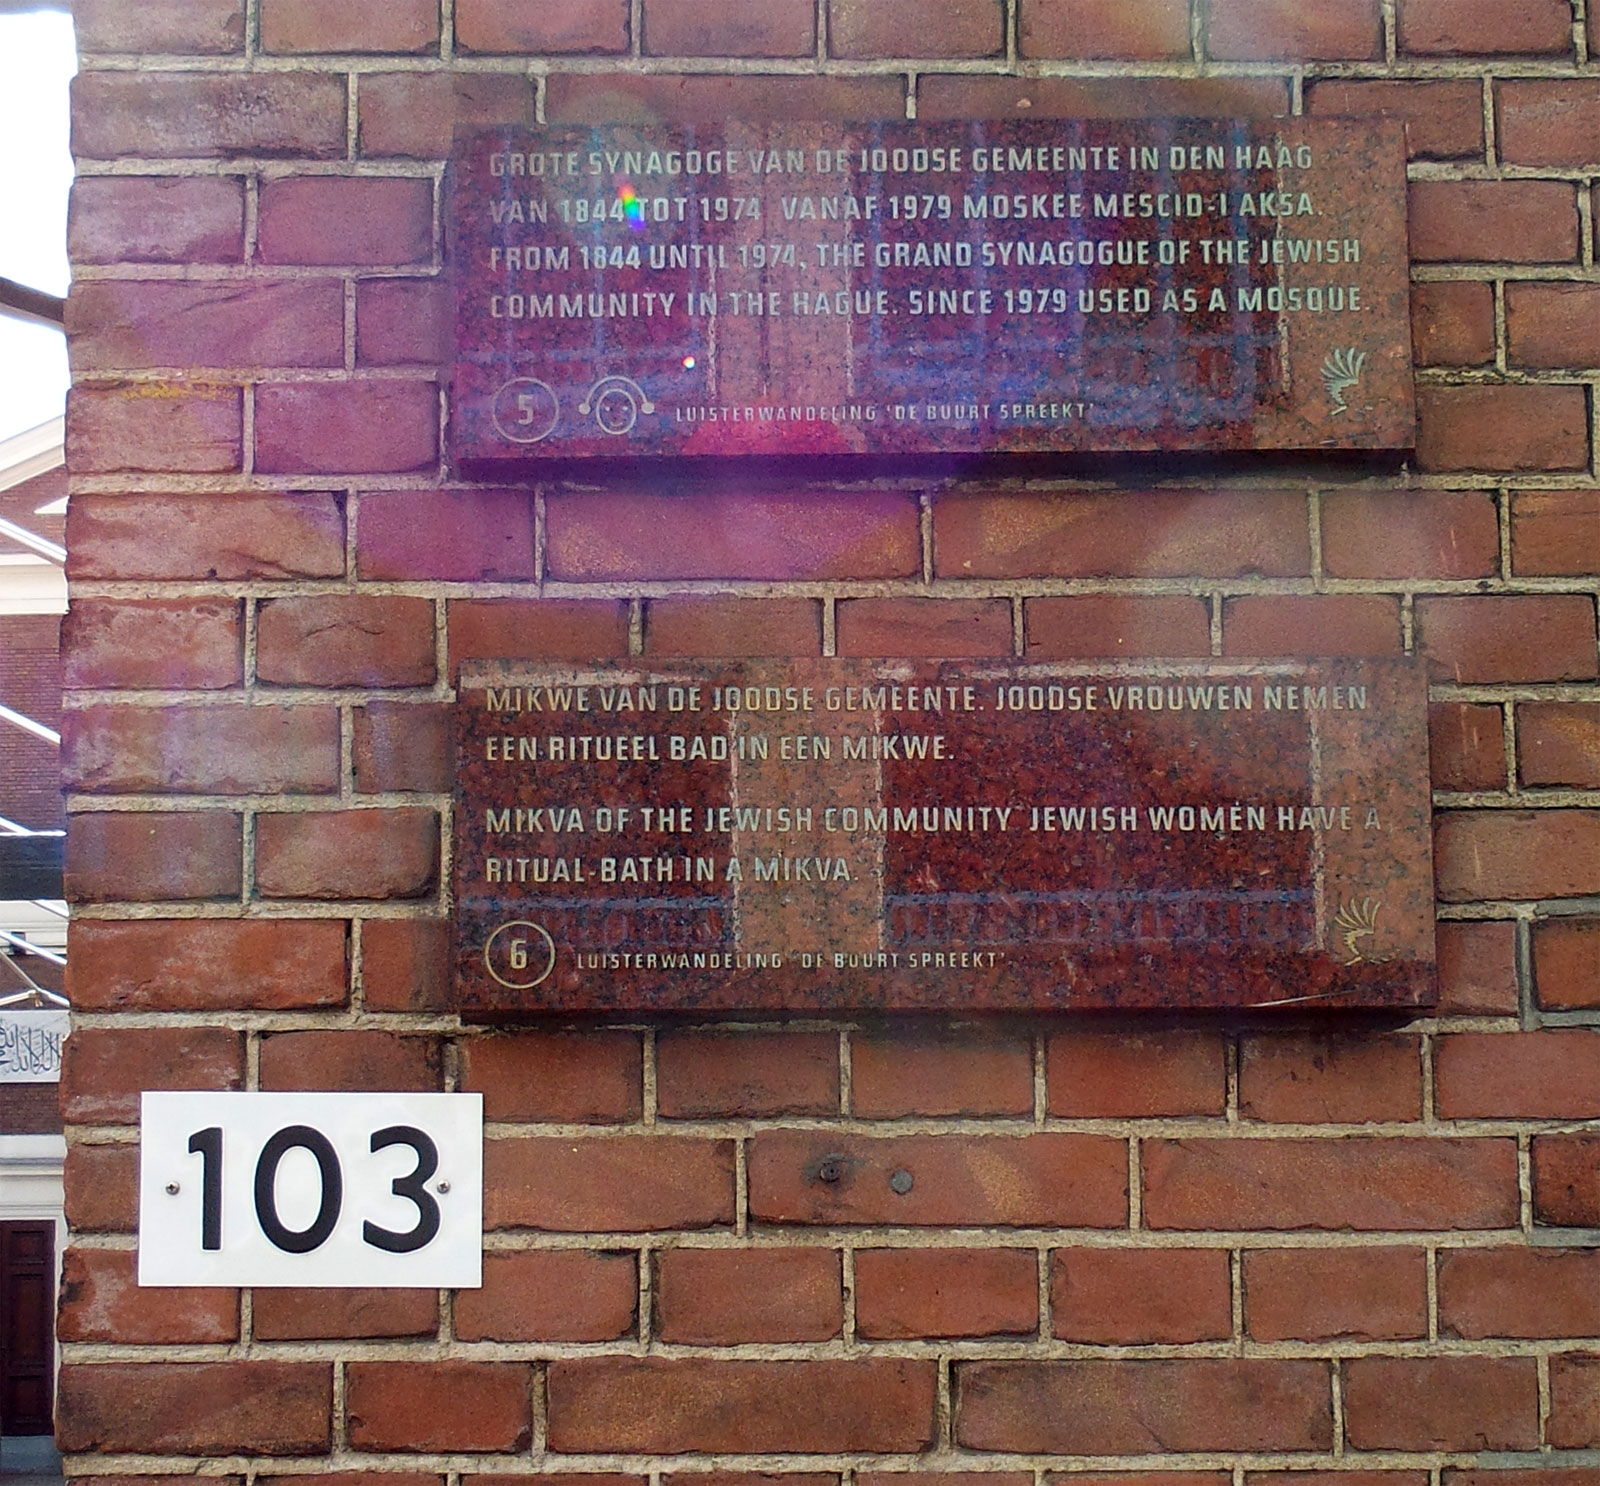 GROTE SYNAGOGE VAN DE JOODSE GEMEENTE IN DEN HAAG
VAN 1844 TOT 1974 VANAF 1979 MOSKEE MESCID-I AKSA.
FROM 1844 UNTIL 1974, THE GRAND SYNAGOGUE OF THE JEWISH
COMMUNITY IN THE HAGUE. SINCE 1979 USED AS A MOSQUE.
5 LUISTERWANDELING 'DE BUURT SPREEKT'
MIKWE VAN DE JOODSE GEMEENTE. JOODSE VROUWEN NEMEN
EEN RITUEEL BAD IN EEN MIKWE.
MIKVA OF THE JEWISH COMMUNITY JEWISH WOMEN HAVE A
RITUAL BATH IN A MIKVA.
6 LUISTERWANDELING 'DE BUURT SPREEKT'
103